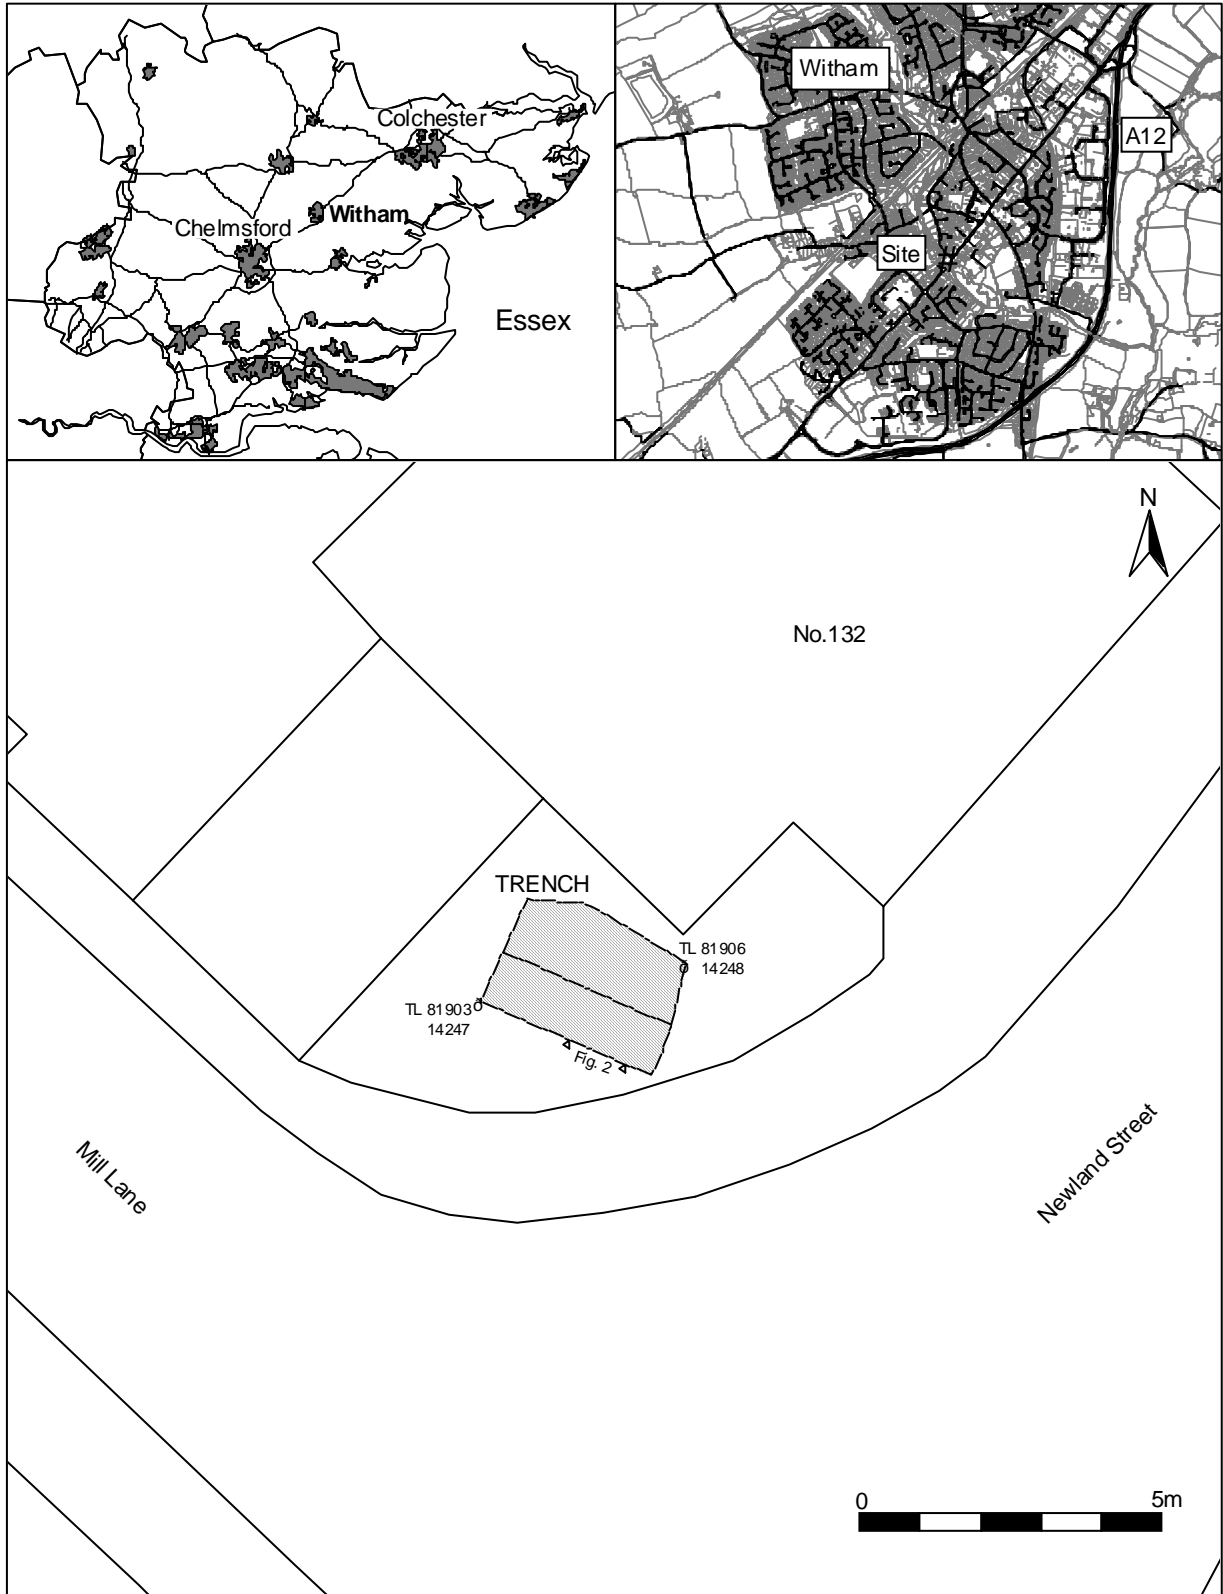 Colchester
Witham
Chelmsford
Essex
Witham
A12
Site
N
No.132
TRENCH
TL 81906
14248
TL 81903
14247
Fig. 2
Mill Lane
Newland Street
0
5m